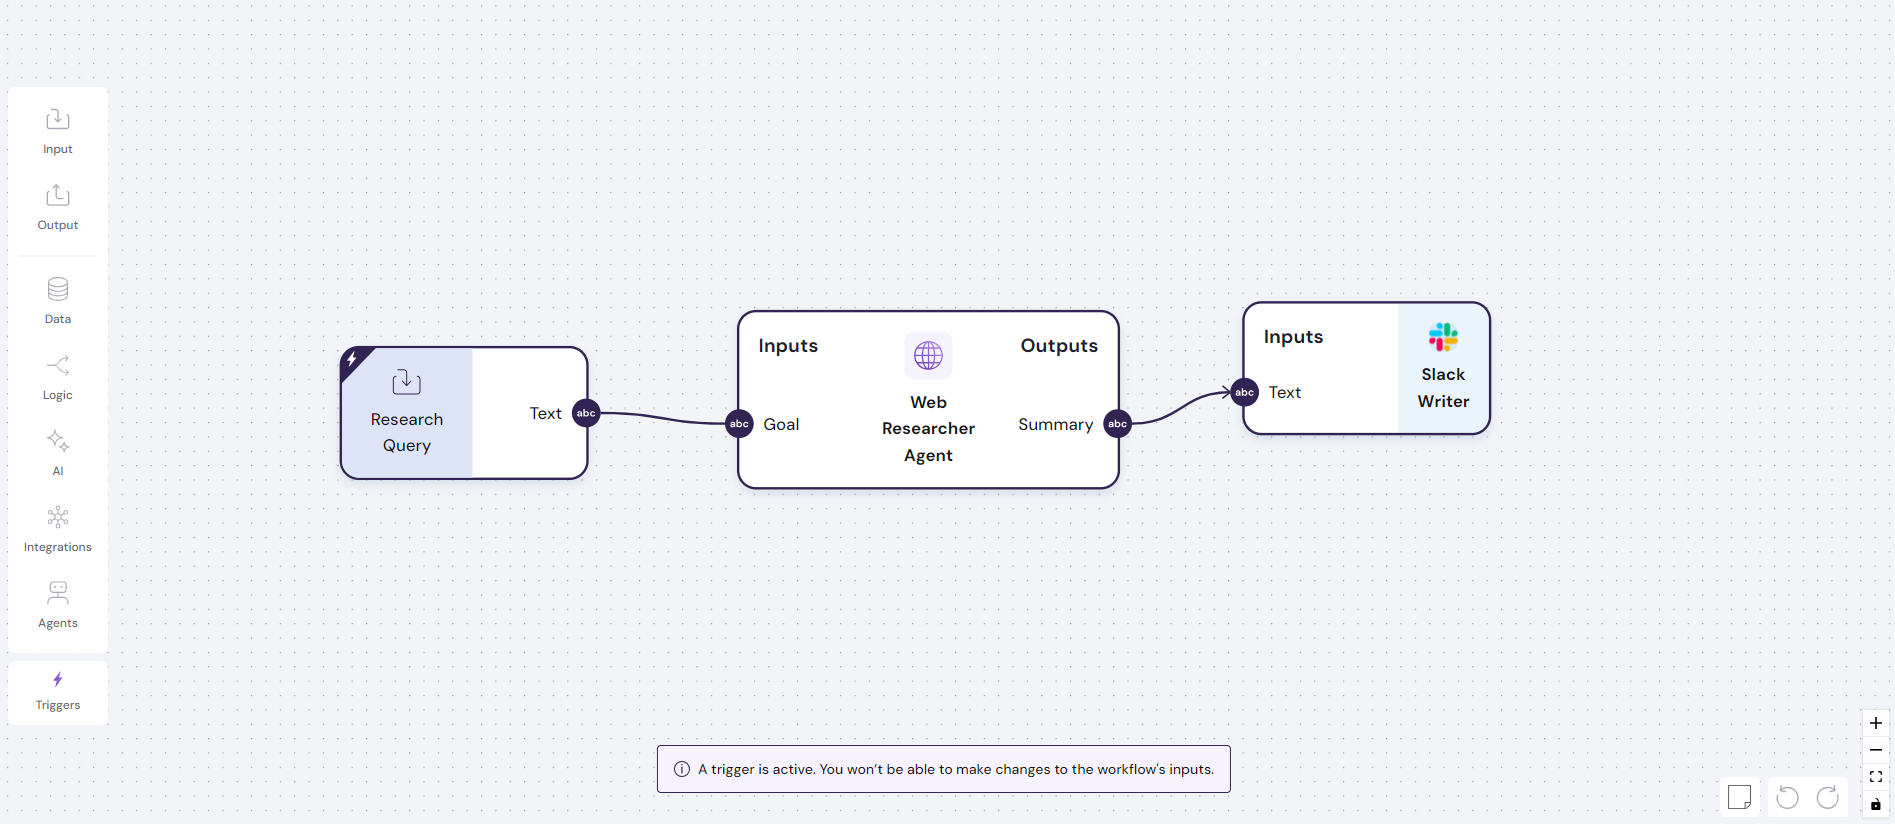 Input
Output
Data
Logic
AI
Integrations
Agents
Triggers
Research
Query
Text
abc
Inputs
Outputs
abc
Goal
Web
Researcher
Agent
Summary
abc
Inputs
abc
Text
Slack
Writer
A trigger is active. You won’t be able to make changes to the workflow's inputs.